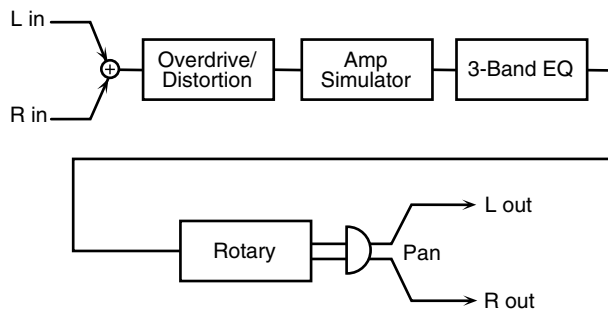 L in
R in
+
Overdrive/
Distortion
Amp
Simulator
3-Band EQ
Rotary
Pan
L out
R out